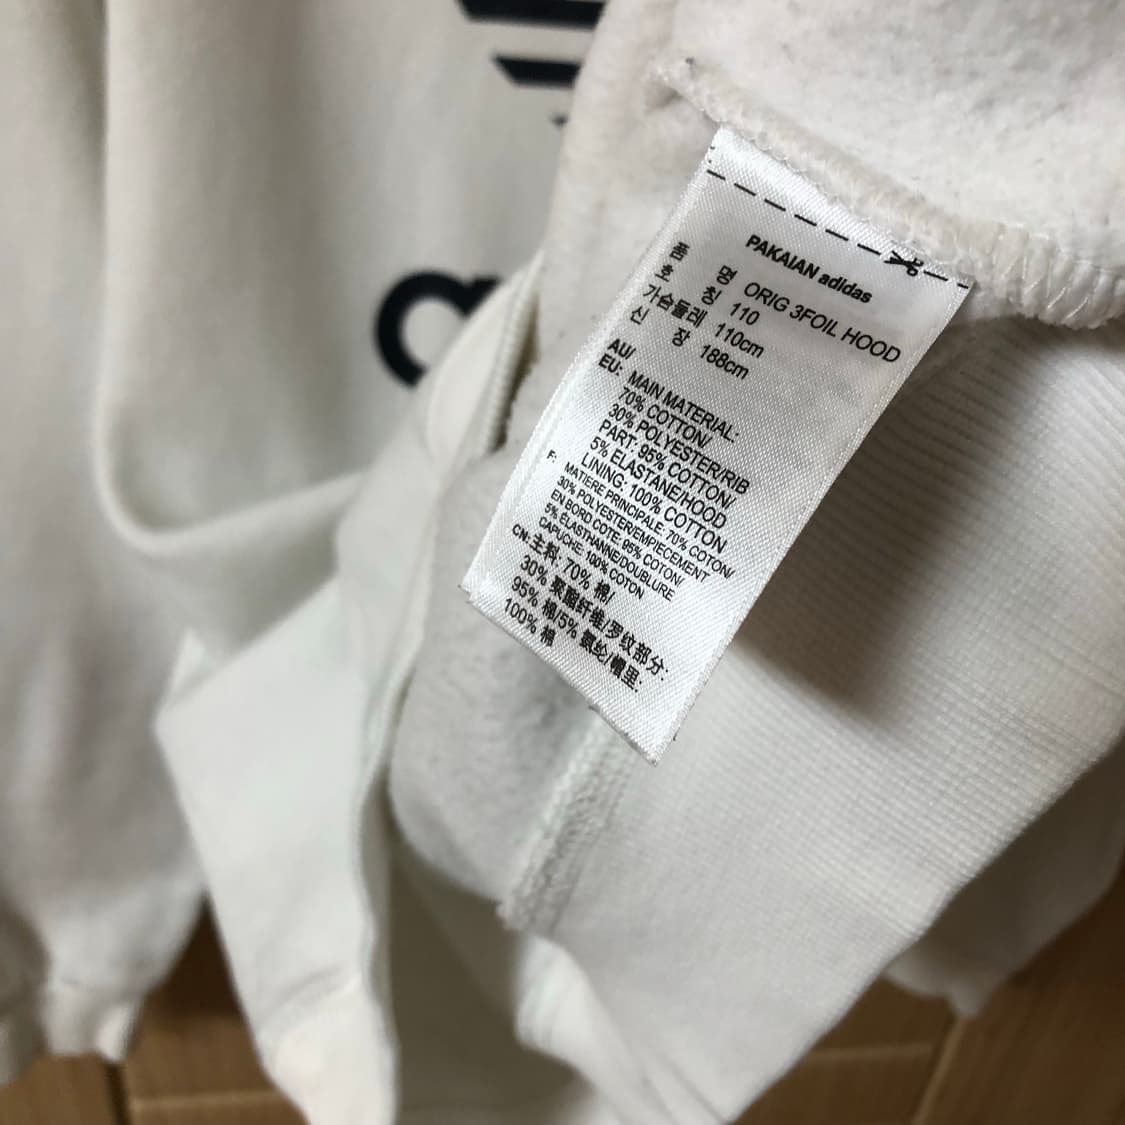 a
PAKAIAN adidas
품 명 ORIG 3FOIL HOOD
호 칭 110
가슴둘레 110cm
신 장 188cm
AU/
EU: MAIN MATERIAL:
70% COTTON/
30% POLYESTER/RIB
PART: 95% COTTON/
5% ELASTANE/HOOD
LINING: 100% COTTON
F: MATIERE PRINCIPALE: 70% COTON/
30% POLYESTER/EMPIECEMENT
EN BORD COTE: 95% COTON/
5% ÉLASTHANNE/DOUBLURE
CAPUCHE: 100% COTON
CN: 主料: 70% 棉/
30% 聚酯纤维/罗纹部分:
95% 棉/5% 氨纶/帽里:
100% 棉